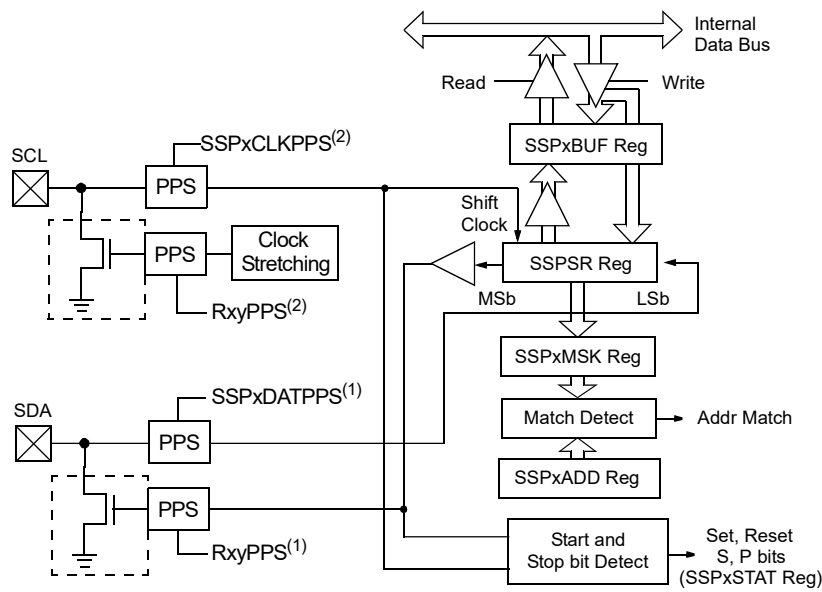 Internal
Data Bus
Read
Write
SSPxCLKPPS(2)
SSPxBUF Reg
SCL
PPS
Shift
Clock
PPS
Clock
Stretching
SSPSR Reg
MSb
LSb
RxyPPS(2)
SSPxMSK Reg
SSPxDATPPS(1)
SDA
Match Detect
Addr Match
PPS
SSPxADD Reg
PPS
Start and
Stop bit Detect
Set, Reset
S, P bits
(SSPxSTAT Reg)
RxyPPS(1)